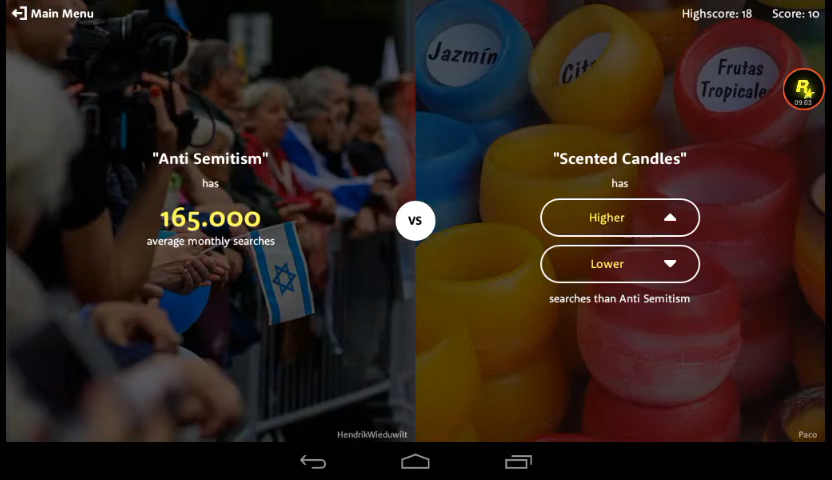 Main Menu
Highscore: 18
Score: 10
Jazmín
Frutas
Tropicale
R
09:03
"Anti Semitism"
has
165.000
average monthly searches
vs
"Scented Candles"
has
Higher
Lower
searches than Anti Semitism
HendrikWieduwilt
Paco